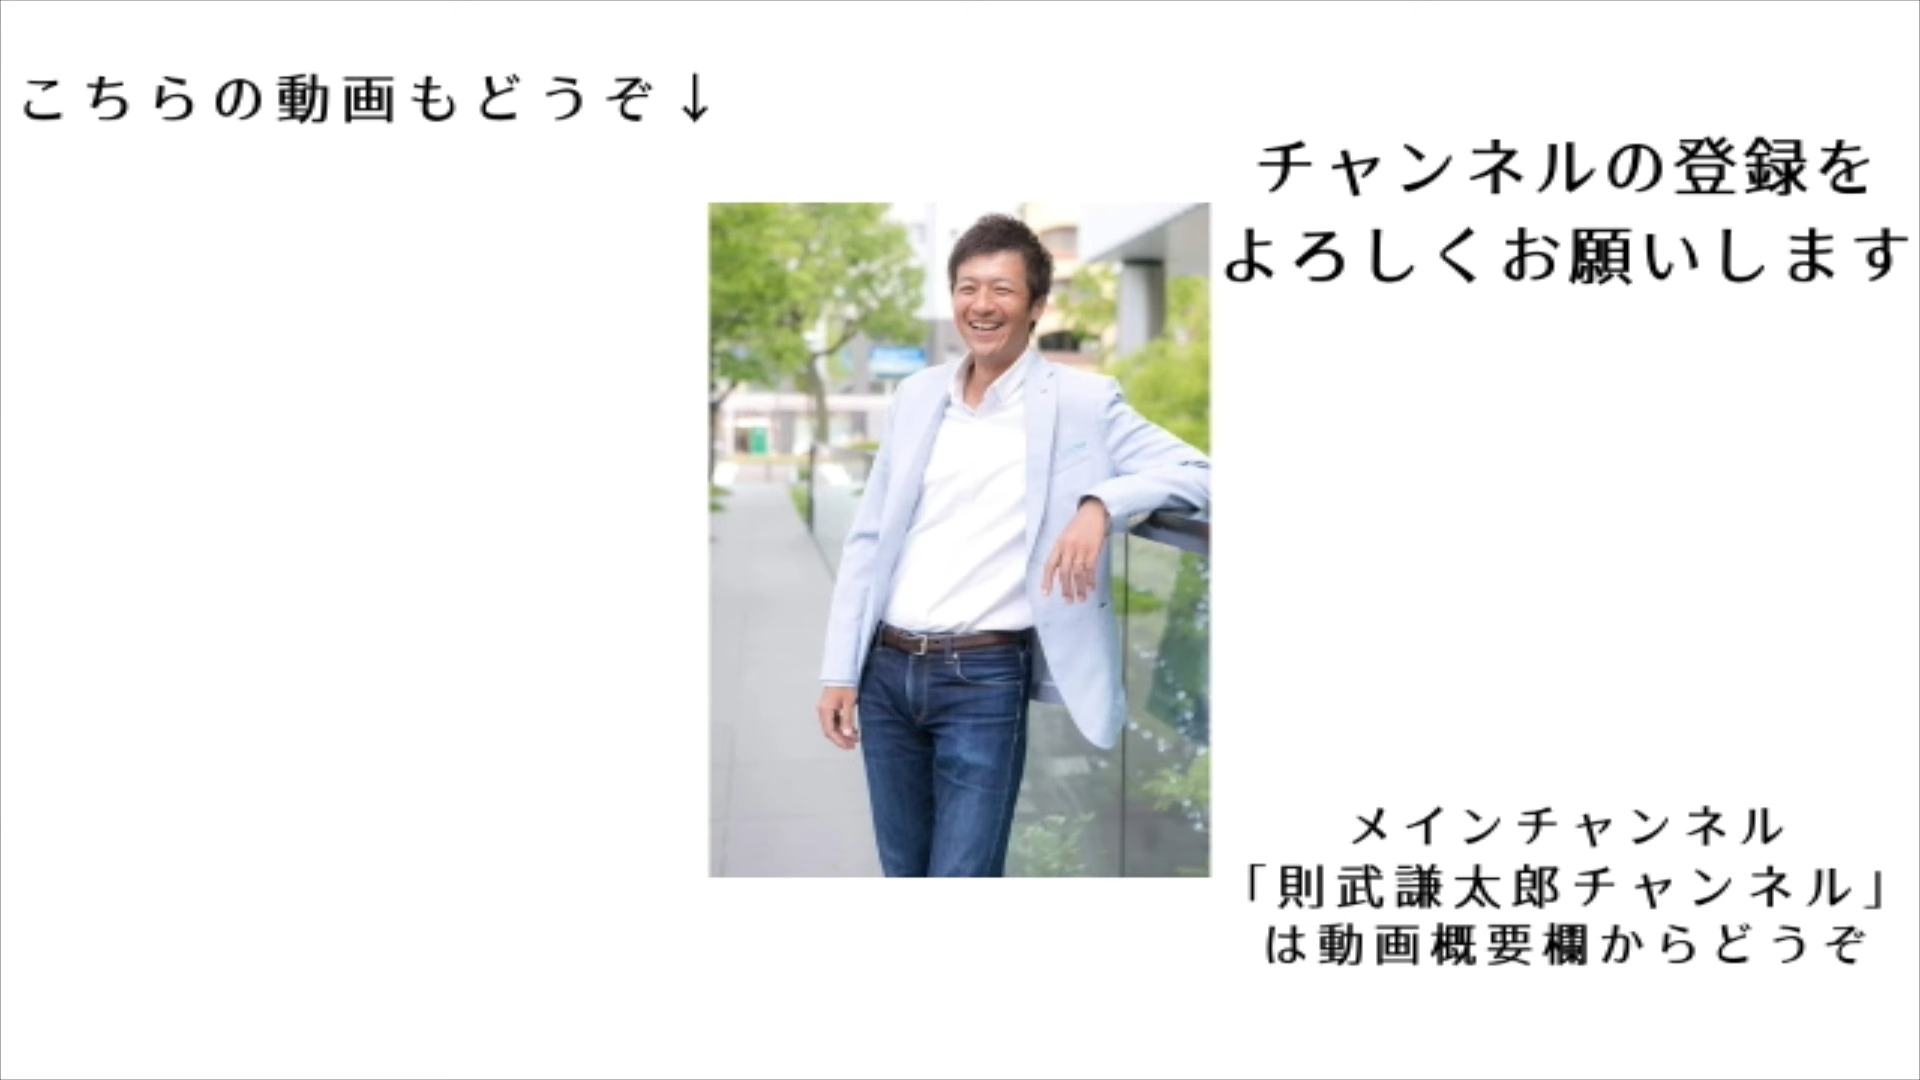 こちらの動画もどうぞ↓
チャンネルの登録を
よろしくお願いします
メインチャンネル
「則武謙太郎チャンネル」
は動画概要欄からどうぞ